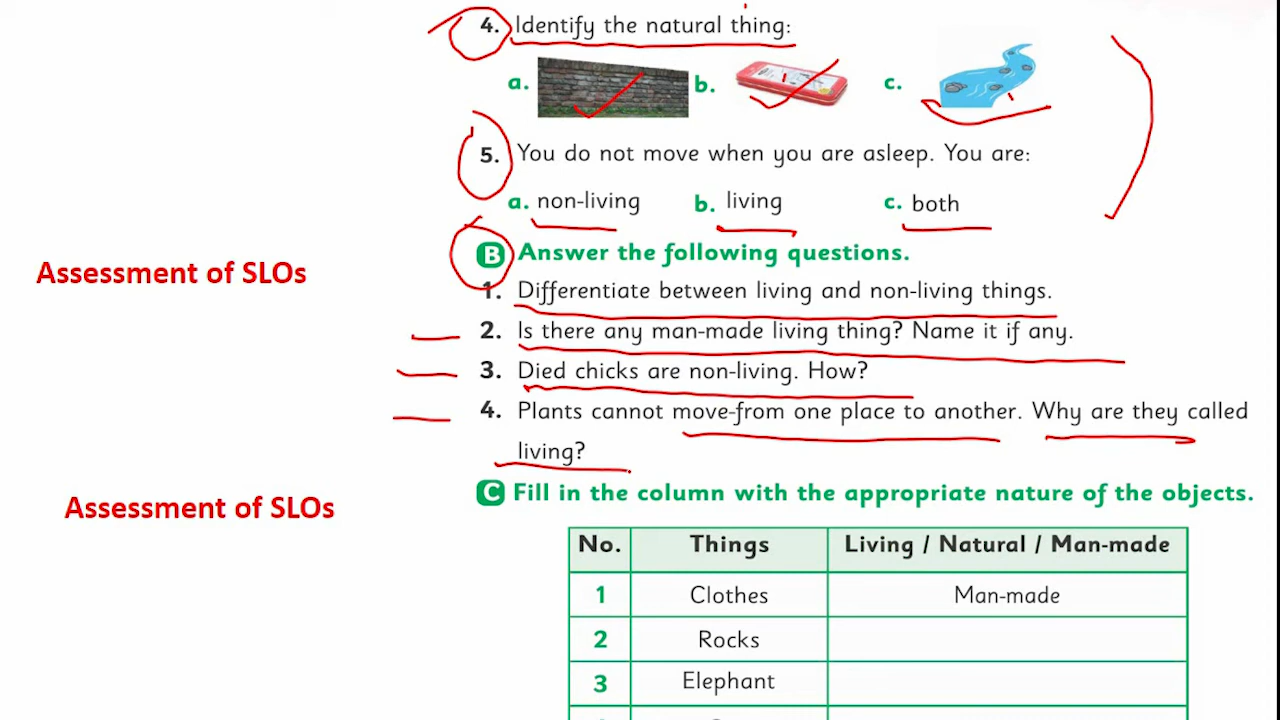 4. Identify the natural thing:
a. b. c.
5. You do not move when you are asleep. You are:
a. non-living b. living c. both
B Answer the following questions.
Assessment of SLOs
1. Differentiate between living and non-living things.
2. Is there any man-made living thing? Name it if any.
3. Died chicks are non-living. How?
4. Plants cannot move-from one place to another. Why are they called
living?
C Fill in the column with the appropriate nature of the objects.
Assessment of SLOs
No. Things Living / Natural / Man-made
1 Clothes Man-made
2 Rocks
3 Elephant